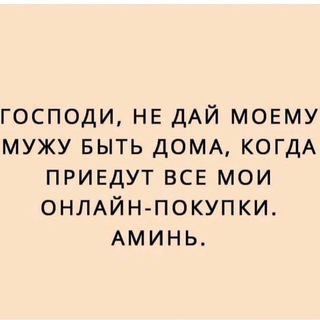 ГОСПОДИ, НЕ ДАЙ МОЕМУ
МУЖУ БЫТЬ ДОМА, КОГДА
ПРИЕДУТ ВСЕ МОИ
ОНЛАЙН-ПОКУПКИ.
АМИНЬ.